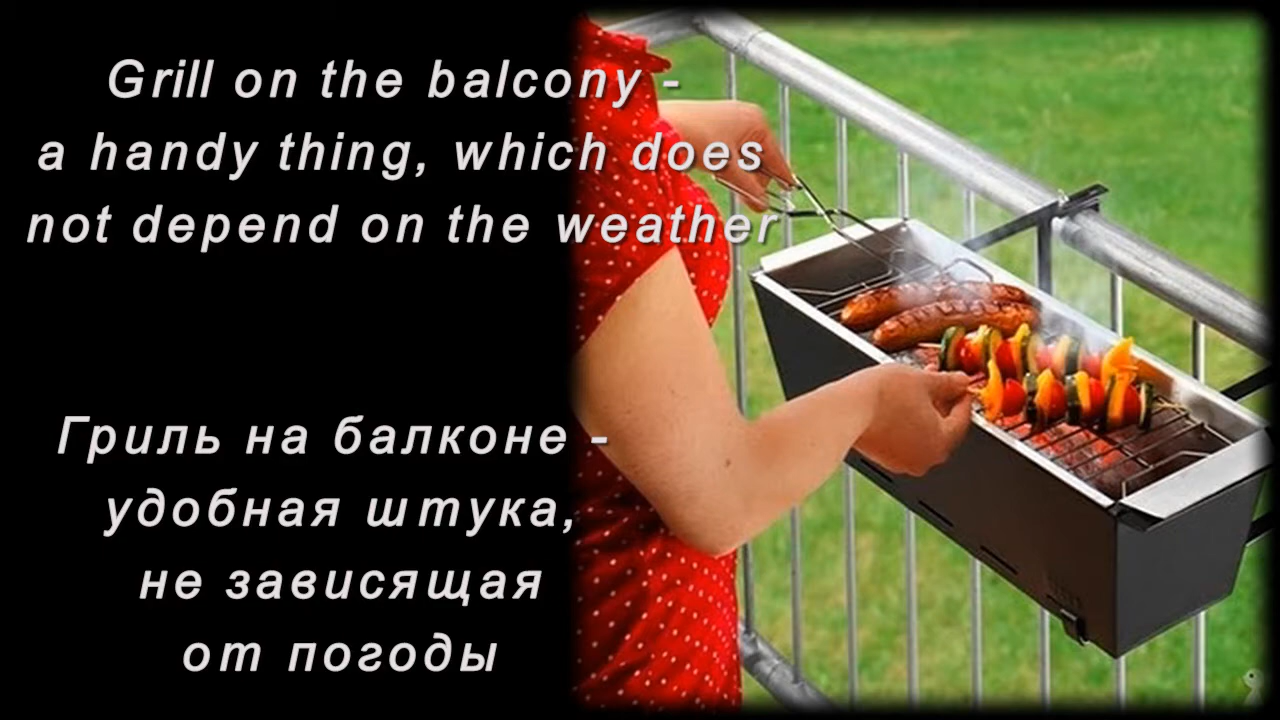 Grill on the balcony -
a handy thing, which does
not depend on the weather
Гриль на балконе -
удобная штука,
не зависящая
от погоды